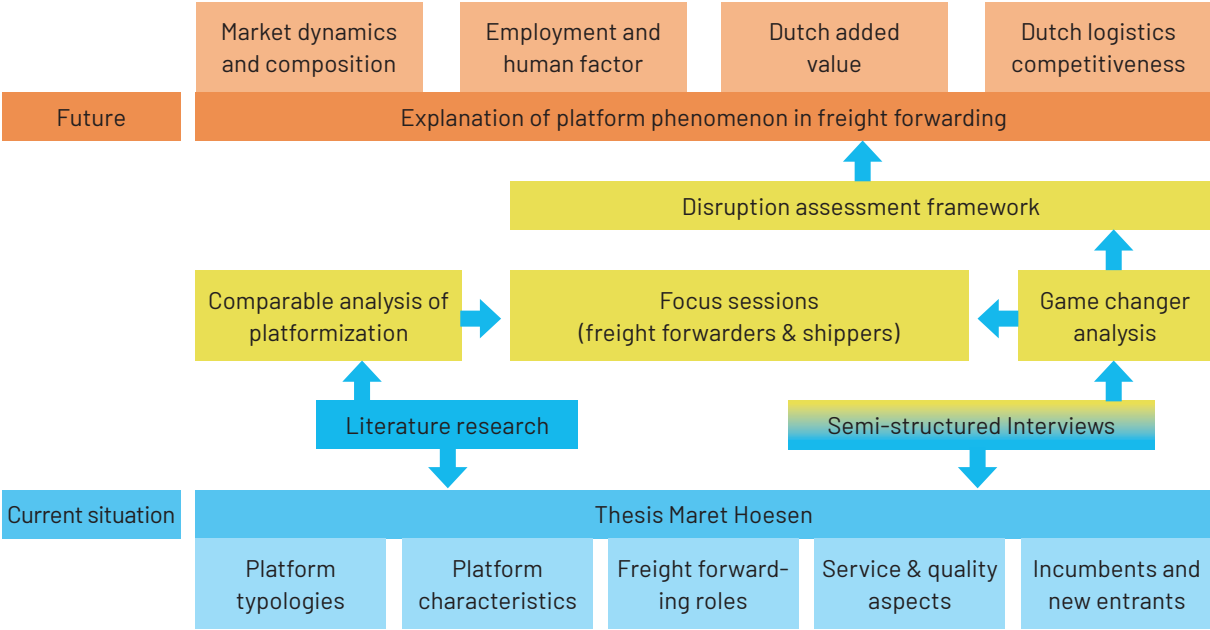 Market dynamics
and composition
Employment and
human factor
Dutch added
value
Dutch logistics
competitiveness
Future
Explanation of platform phenomenon in freight forwarding
Disruption assessment framework
Comparable analysis of
platformization
Focus sessions
(freight forwarders & shippers)
Game changer
analysis
Literature research
Semi-structured Interviews
Current situation
Thesis Maret Hoesen
Platform
typologies
Platform
characteristics
Freight forward-
ing roles
Service & quality
aspects
Incumbents and
new entrants